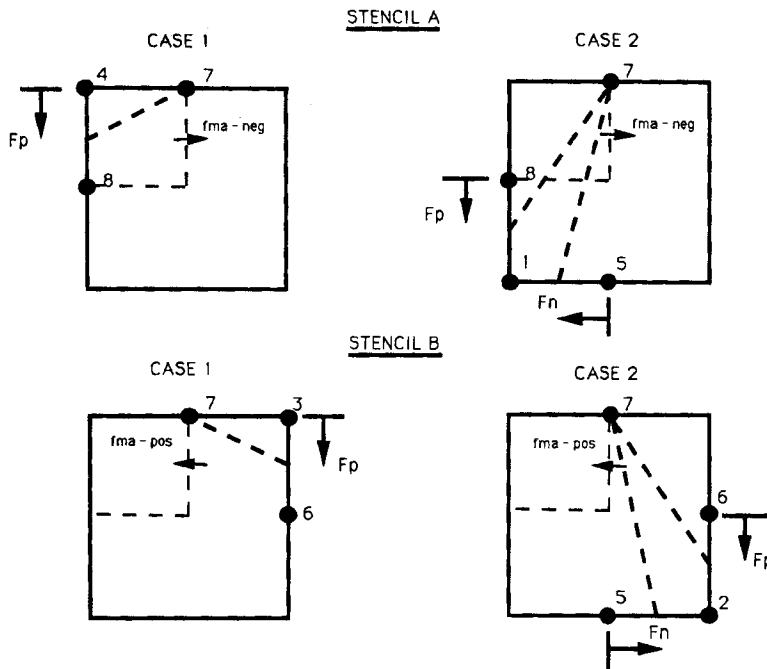 STENCIL A
CASE 1
CASE 2
4
7
7
Fp
fma-neg
fma-neg
8
8
Fp
1
5
Fn
STENCIL B
CASE 1
CASE 2
7
3
7
fma-pos
fma-pos
Fp
6
6
Fp
5
2
Fn